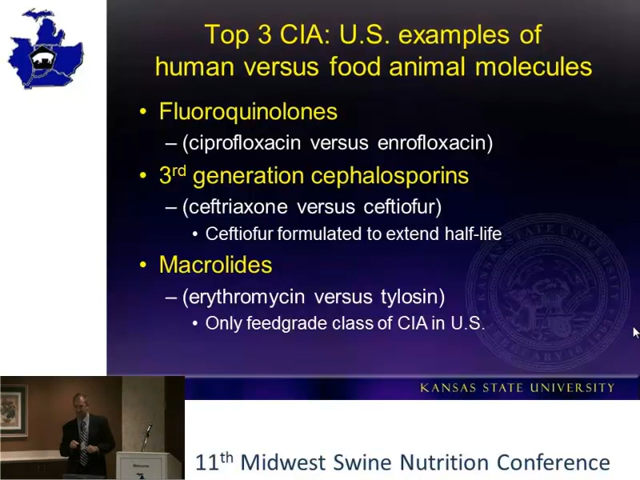 Top 3 CIA: U.S. examples of
human versus food animal molecules
• Fluoroquinolones
– (ciprofloxacin versus enrofloxacin)
• 3rd generation cephalosporins
– (ceftriaxone versus ceftiofur)
• Ceftiofur formulated to extend half-life
• Macrolides
– (erythromycin versus tylosin)
• Only feedgrade class of CIA in U.S.
KANSAS STATE UNIVERSITY
11th Midwest Swine Nutrition Conference